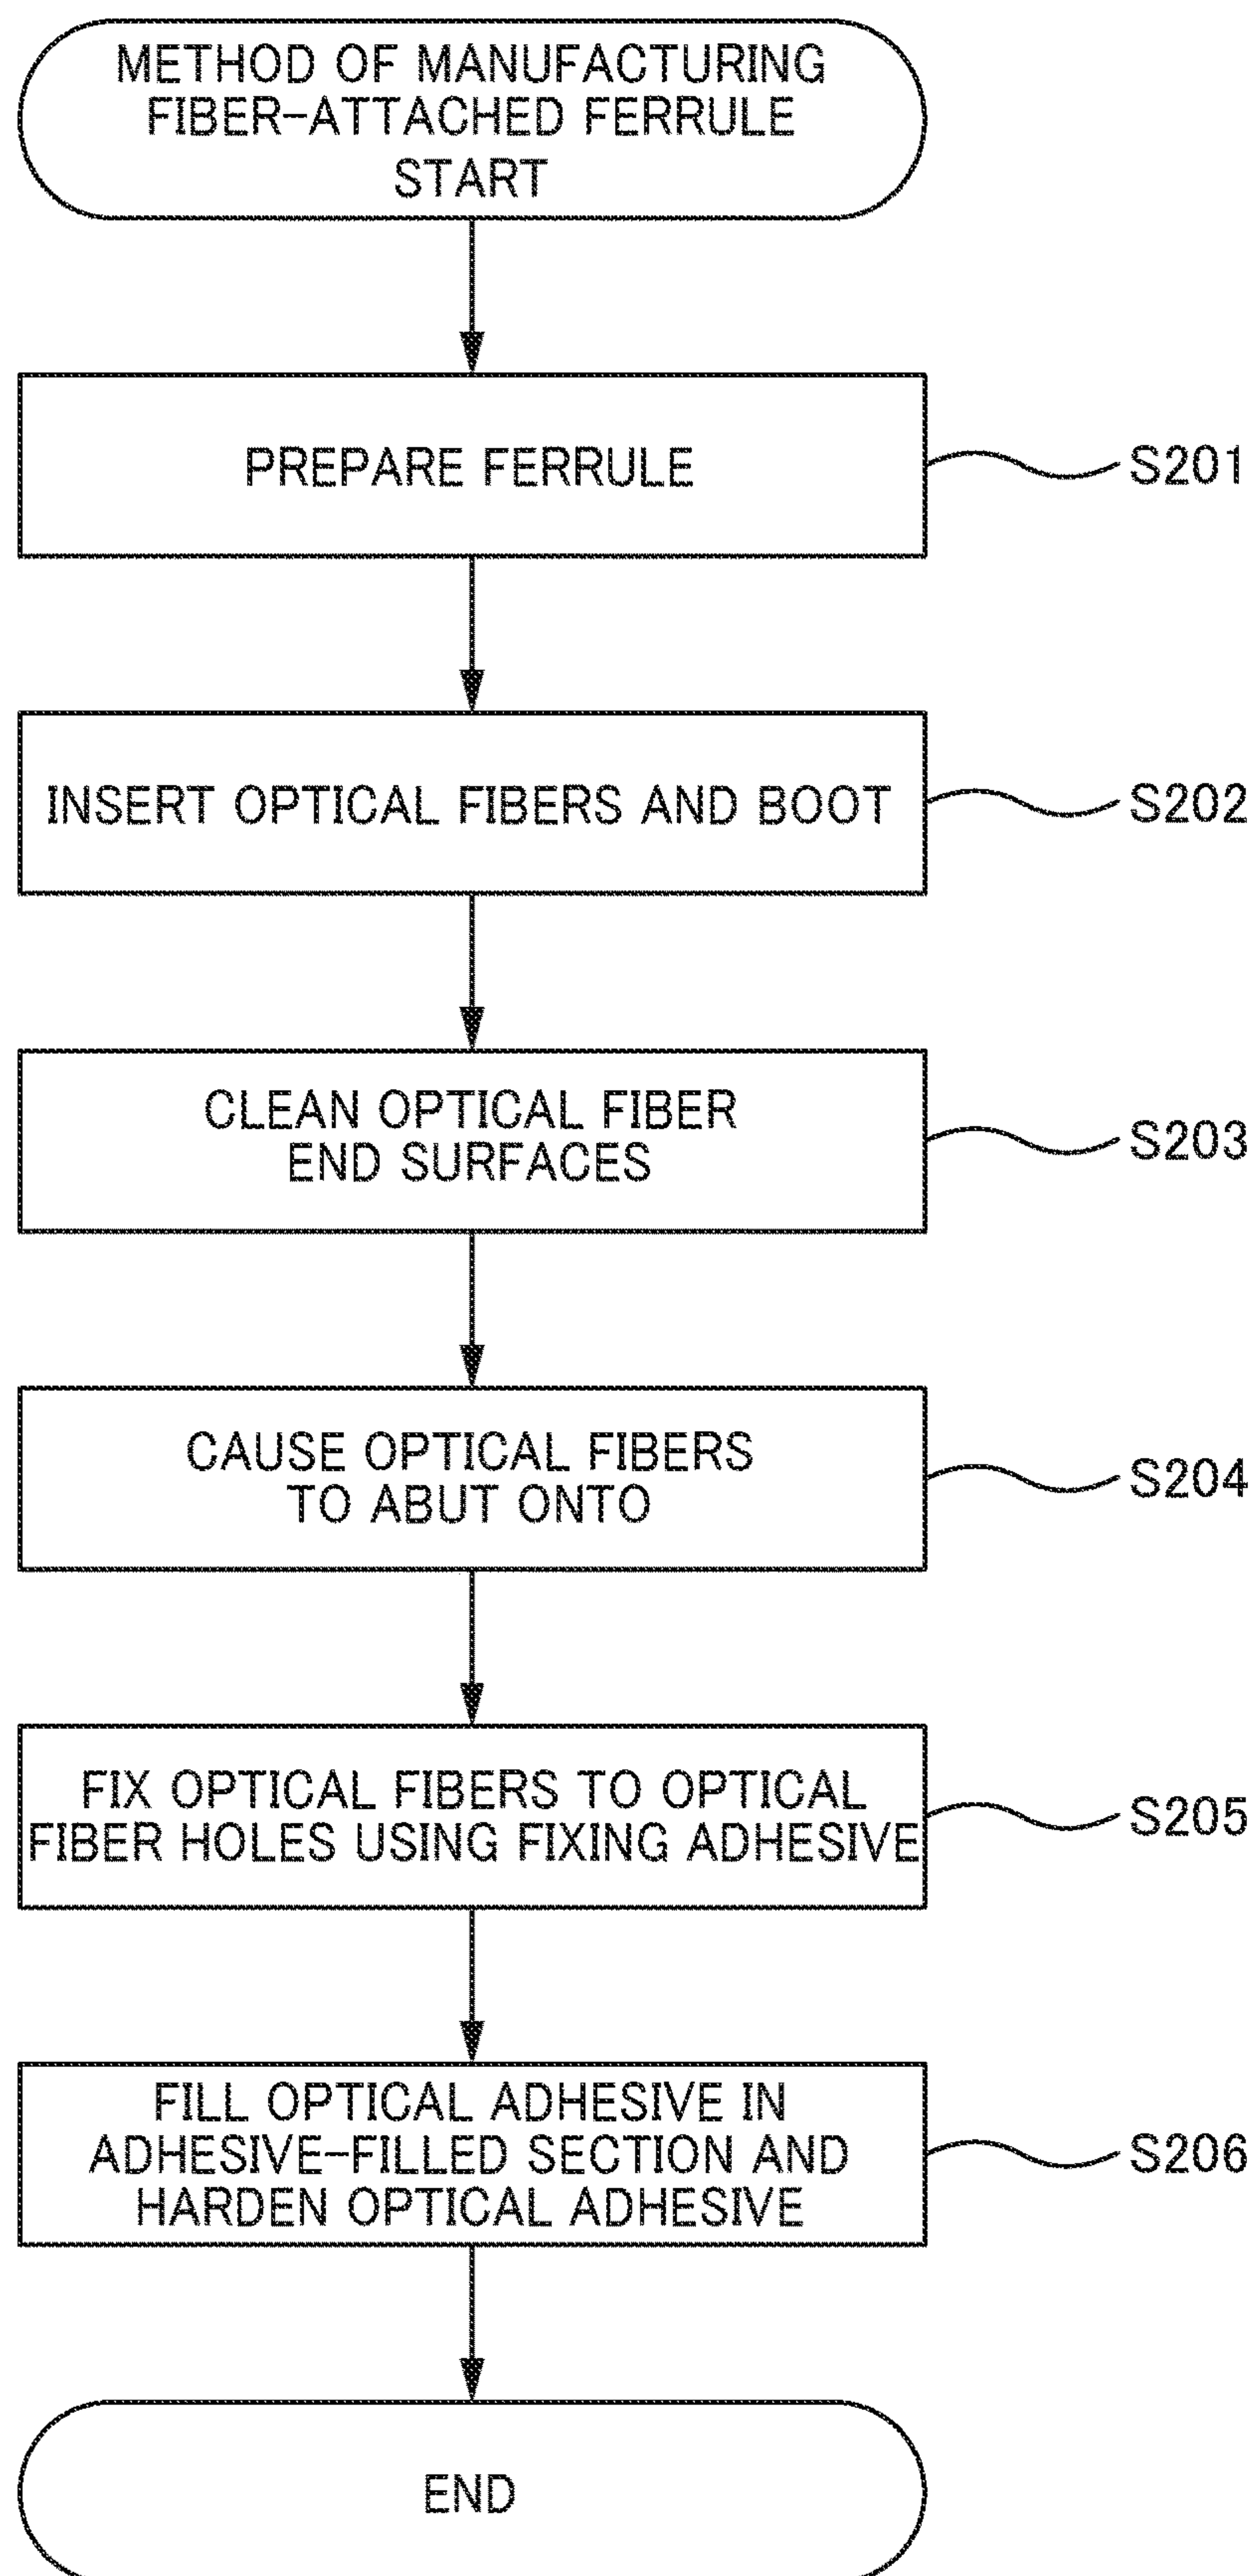 METHOD OF MANUFACTURING
FIBER-ATTACHED FERRULE
START
PREPARE FERRULE
S201
INSERT OPTICAL FIBERS AND BOOT
S202
CLEAN OPTICAL FIBER
END SURFACES
S203
CAUSE OPTICAL FIBERS
TO ABUT ONTO
S204
FIX OPTICAL FIBERS TO OPTICAL
FIBER HOLES USING FIXING ADHESIVE
S205
FILL OPTICAL ADHESIVE IN
ADHESIVE-FILLED SECTION AND
HARDEN OPTICAL ADHESIVE
S206
END